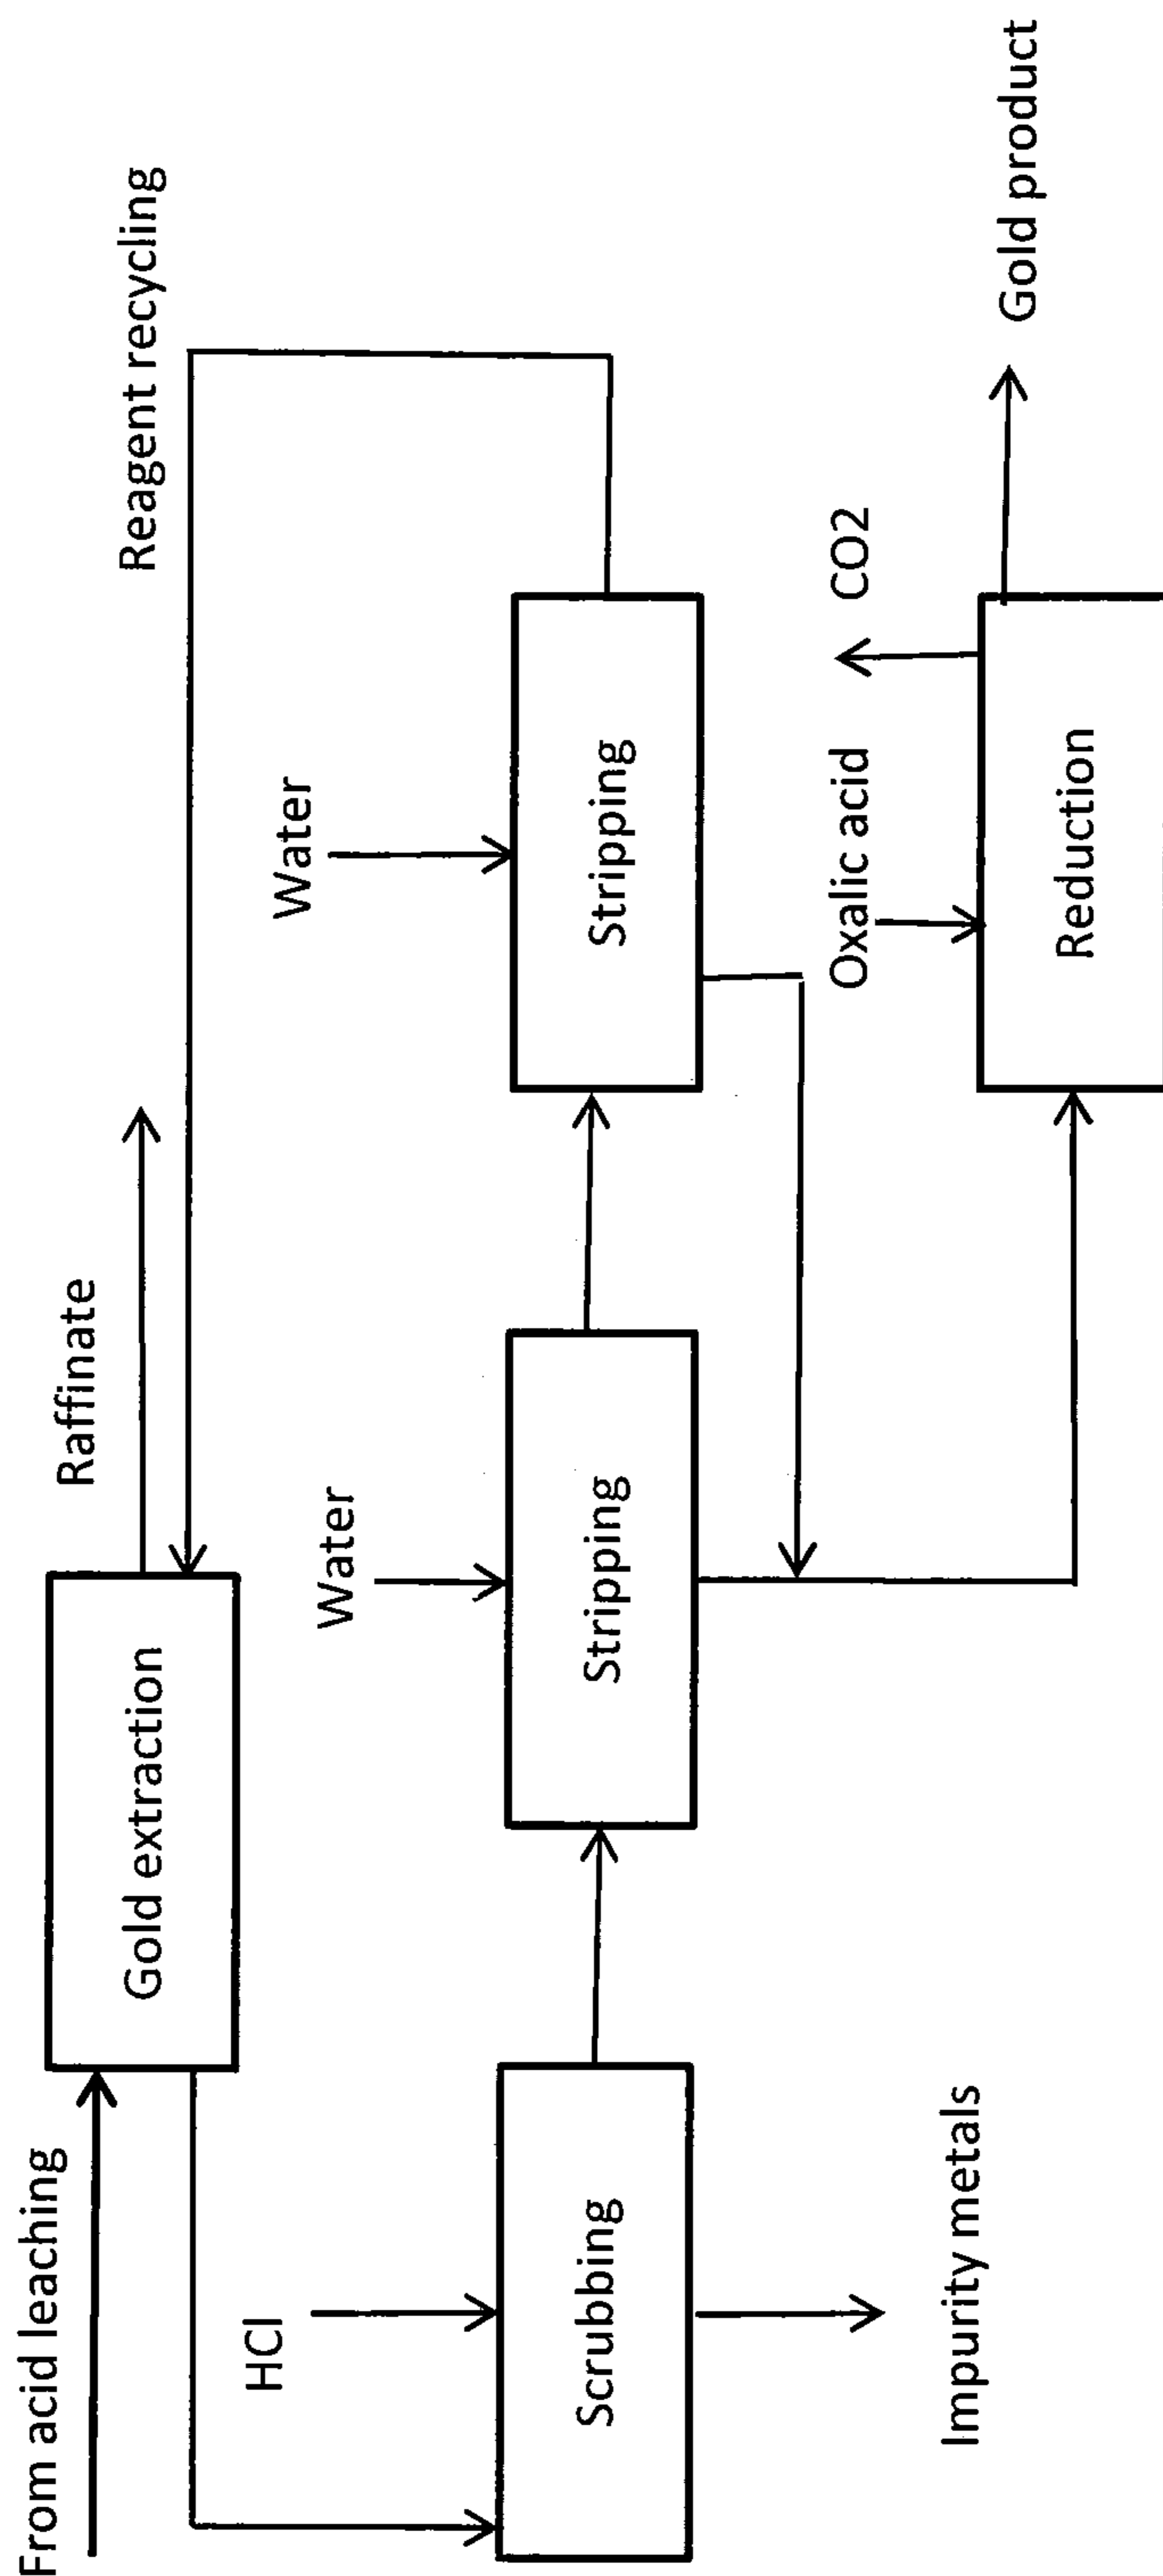 From acid leaching
Gold extraction
Raffinate
Reagent recycling
HCl
Water
Water
Scrubbing
Stripping
Stripping
Oxalic acid
CO2
Impurity metals
Reduction
Gold product